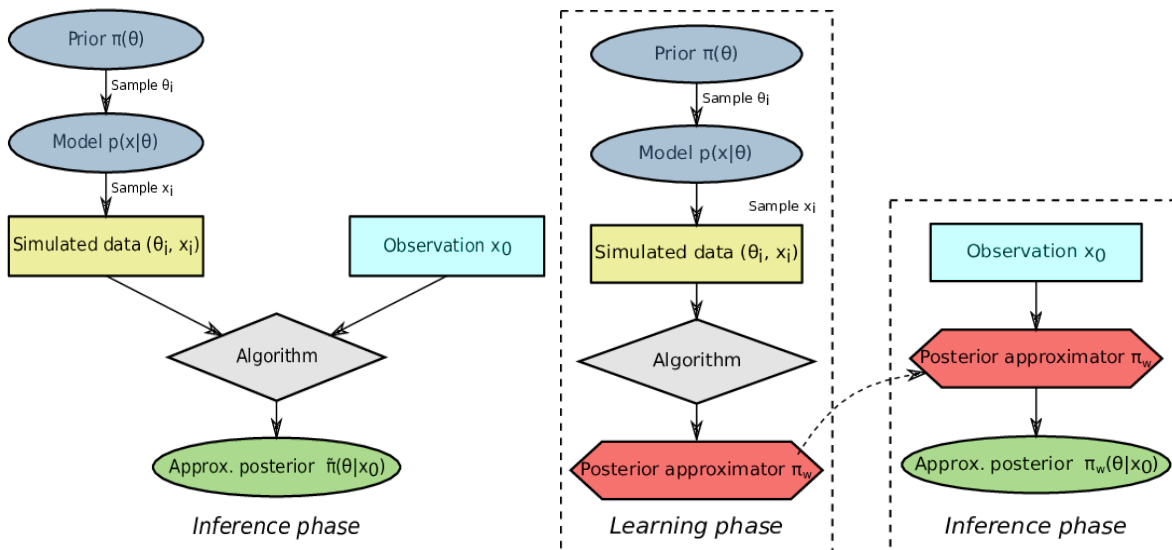 Prior π(θ)
Sample θi
Model p(x|θ)
Sample xi
Simulated data (θi, xi)
Observation x0
Algorithm
Approx. posterior π̃(θ|x0)
Inference phase
Prior π(θ)
Sample θi
Model p(x|θ)
Sample xi
Simulated data (θi, xi)
Algorithm
Posterior approximator πw
Learning phase
Observation x0
Posterior approximator πw
Approx. posterior πw(θ|x0)
Inference phase